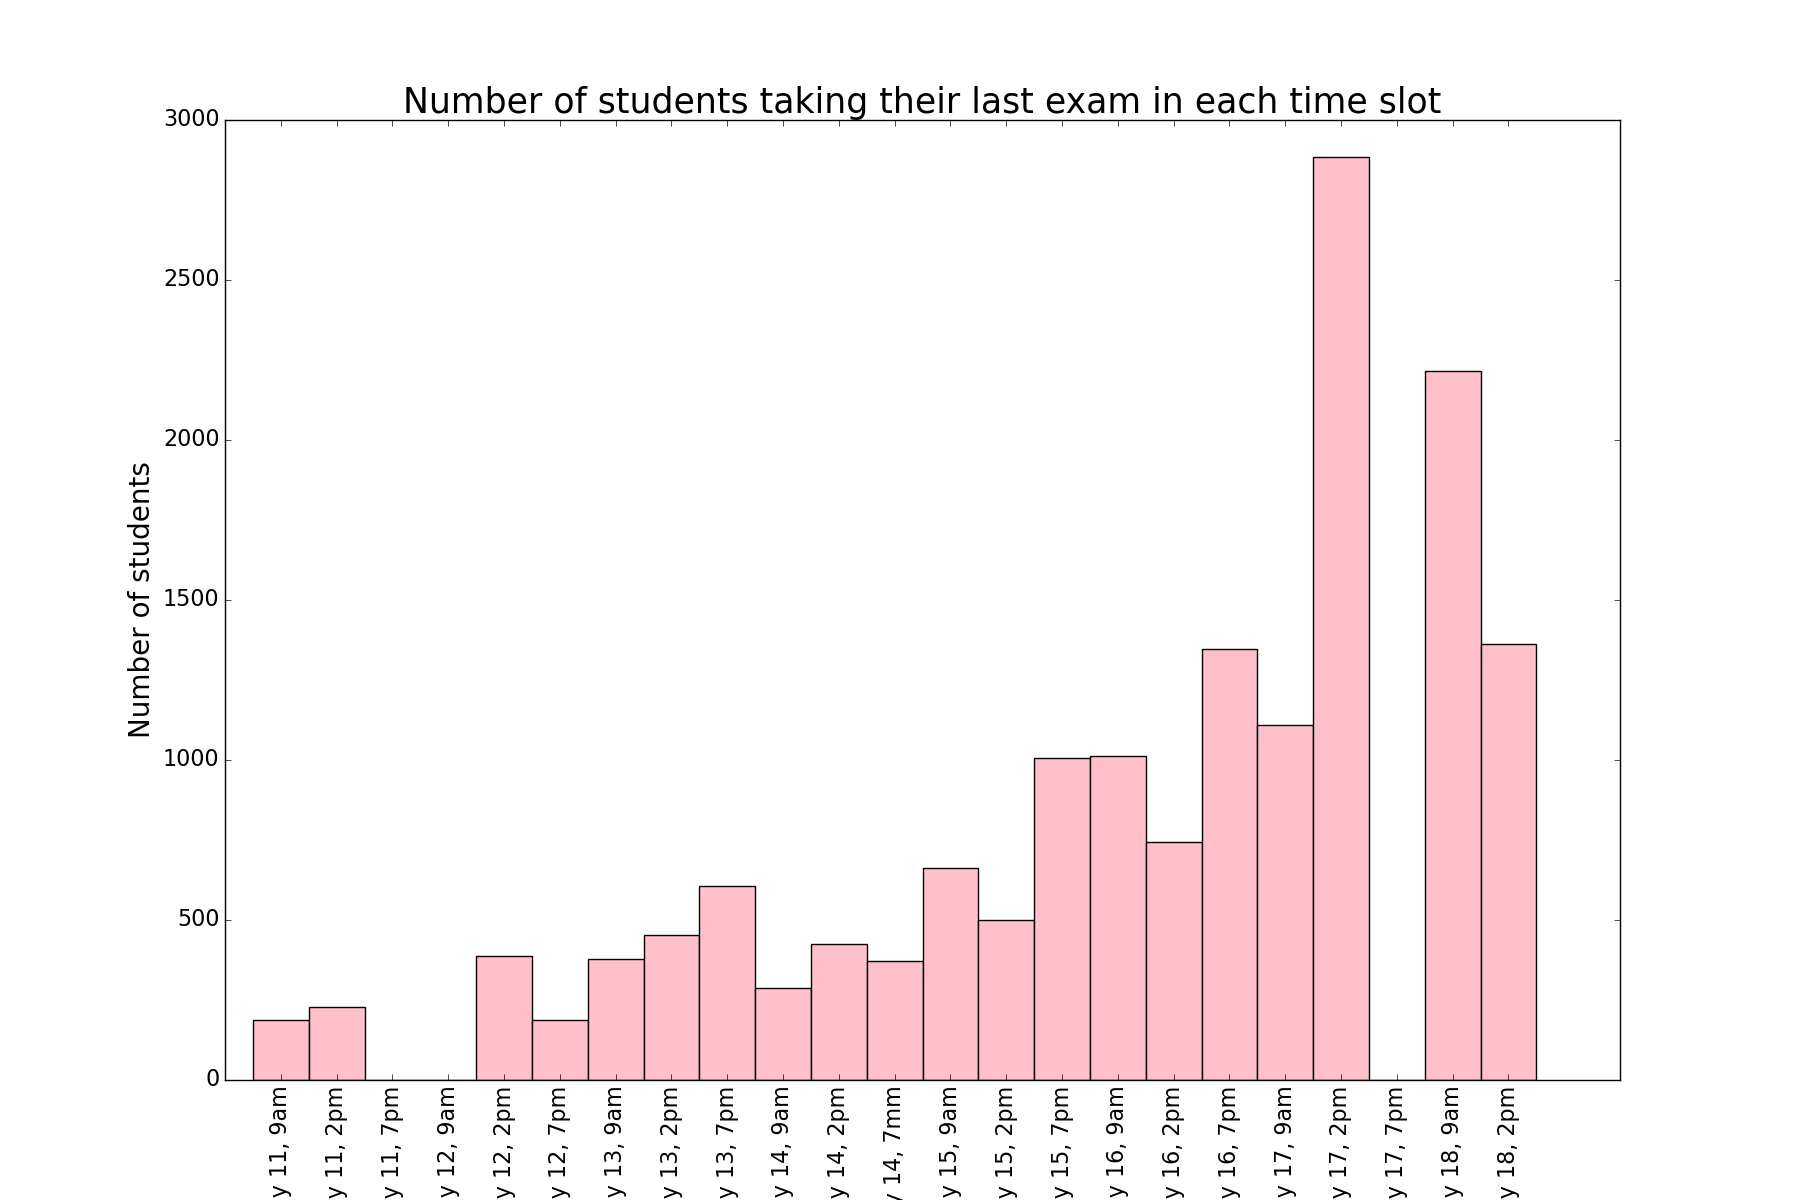 Number of students taking their last exam in each time slot
Number of students
3000
2500
2000
1500
1000
500
0
y 11, 9am
y 11, 2pm
y 11, 7pm
y 12, 9am
y 12, 2pm
y 12, 7pm
y 13, 9am
y 13, 2pm
y 13, 7pm
y 14, 9am
y 14, 2pm
y 14, 7mm
y 15, 9am
y 15, 2pm
y 15, 7pm
y 16, 9am
y 16, 2pm
y 16, 7pm
y 17, 9am
y 17, 2pm
y 17, 7pm
y 18, 9am
y 18, 2pm